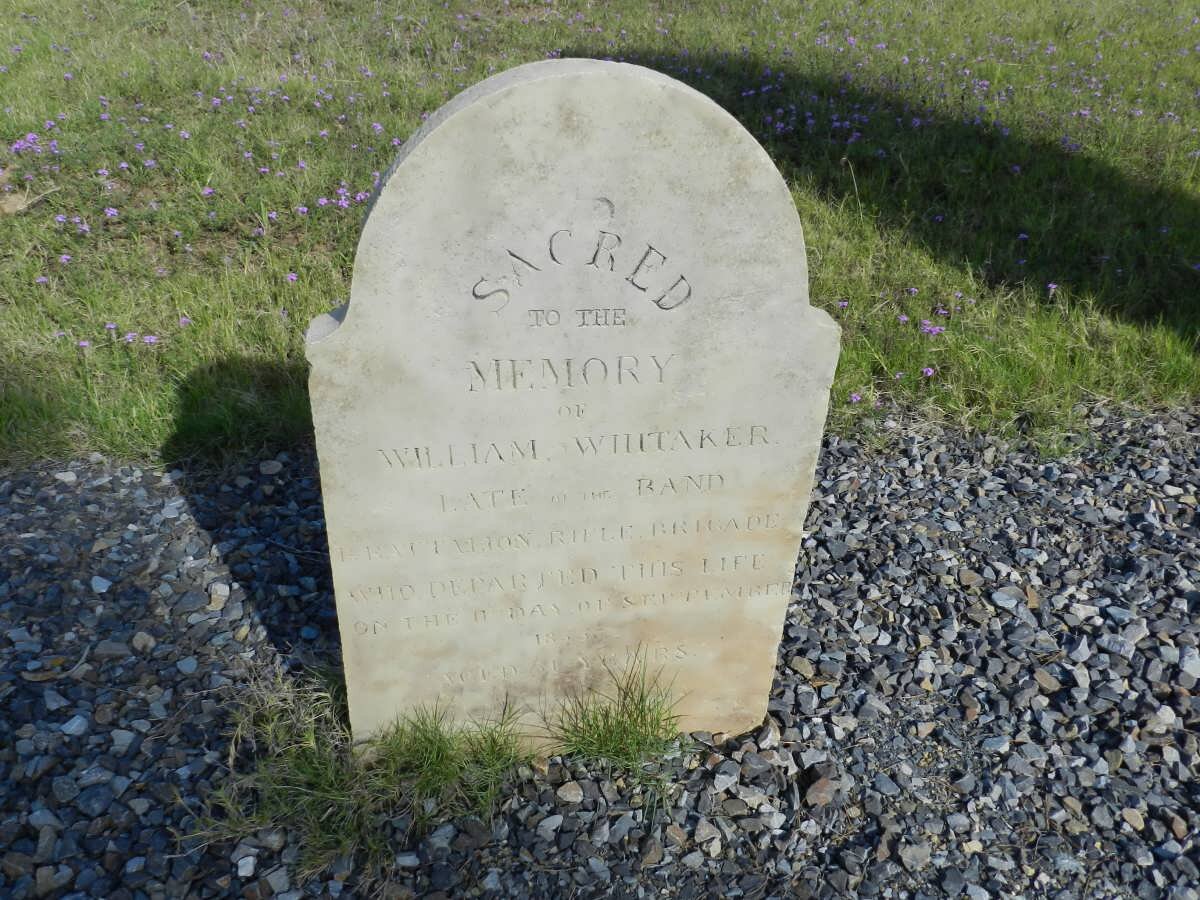 SACRED
TO THE
MEMORY
OF
WILLIAM. WHITAKER.
LATE OF THE BAND
BATTALION. RIFLE. BRIGADE
WHO DEPARTED THIS LIFE
ON THE DAY OF SEPTEMBER
AGED YEARS.